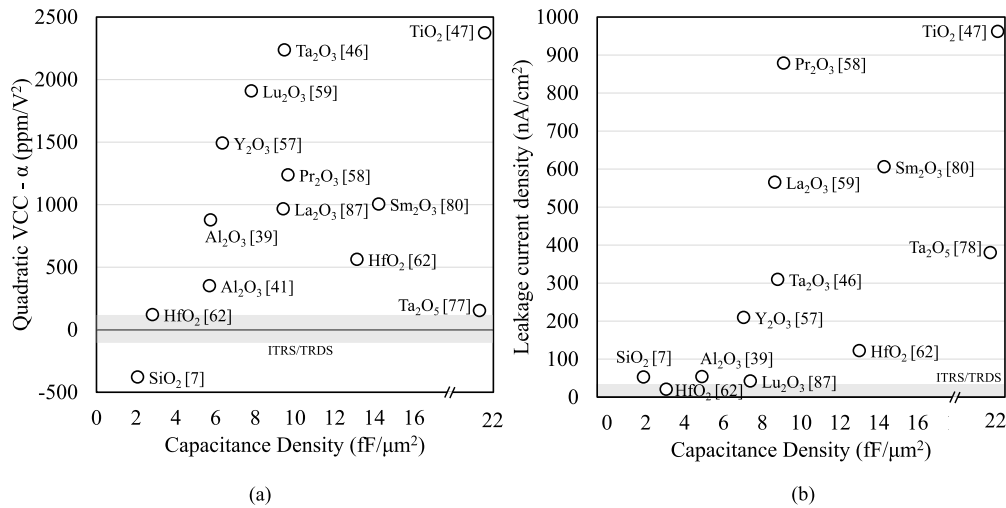 Quadratic VCC - α (ppm/V²)
2500
2000
1500
1000
500
0
-500
TiO₂ [47]
Ta₂O₃ [46]
Lu₂O₃ [59]
Y₂O₃ [57]
Pr₂O₃ [58]
La₂O₃ [87]
Sm₂O₃ [80]
Al₂O₃ [39]
HfO₂ [62]
Al₂O₃ [41]
Ta₂O₅ [77]
HfO₂ [62]
ITRS/TRDS
SiO₂ [7]
0 2 4 6 8 10 12 14 16 22
Capacitance Density (fF/μm²)
(a)
Leakage current density (nA/cm²)
1000
900
800
700
600
500
400
300
200
100
0
TiO₂ [47]
Pr₂O₃ [58]
Sm₂O₃ [80]
La₂O₃ [59]
Ta₂O₅ [78]
Ta₂O₃ [46]
Y₂O₃ [57]
HfO₂ [62]
SiO₂ [7]
Al₂O₃ [39]
ITRS/TRDS
Lu₂O₃ [87]
HfO₂ [62]
0 2 4 6 8 10 12 14 16 22
Capacitance Density (fF/μm²)
(b)